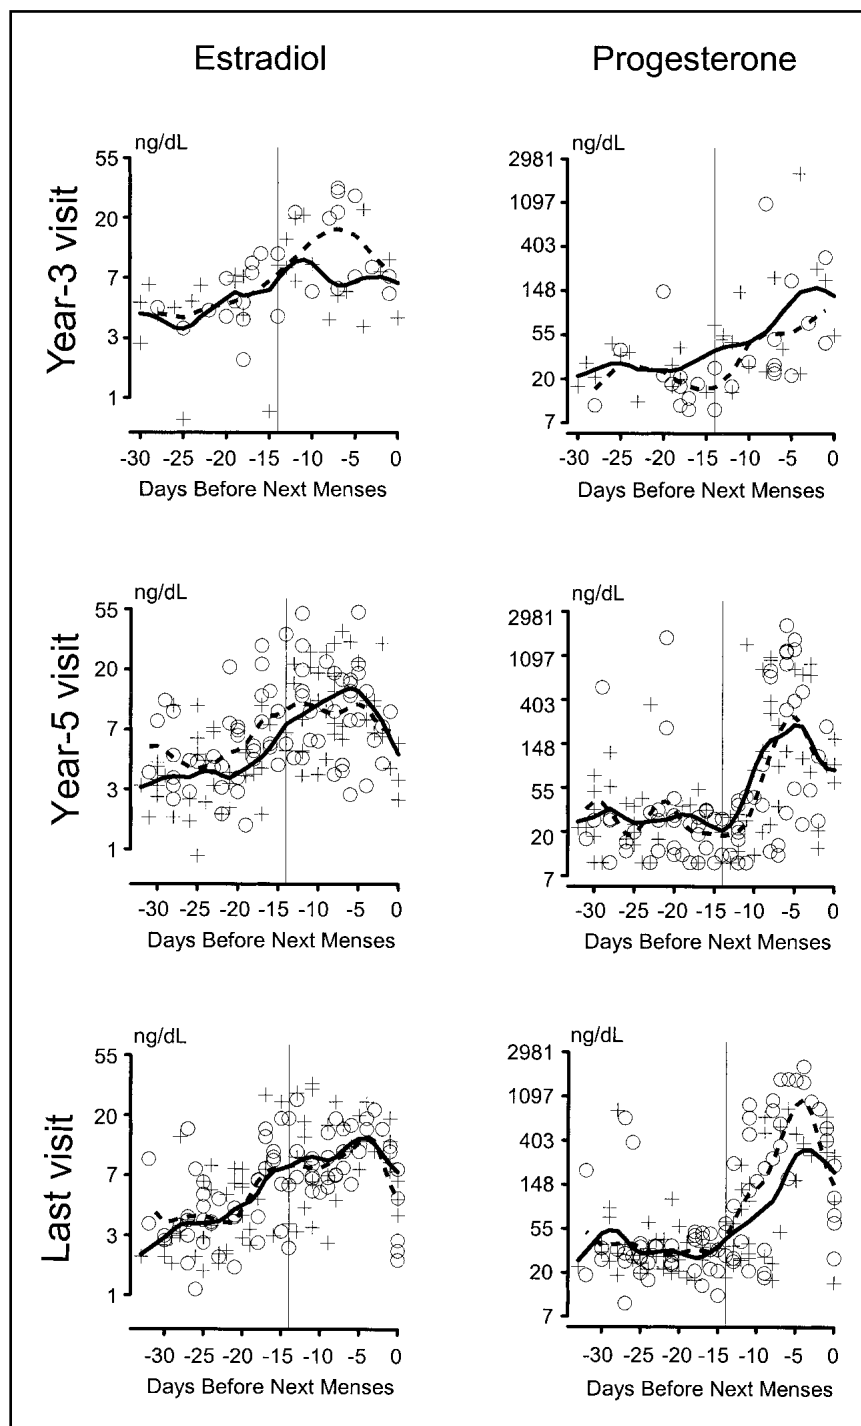 Estradiol Progesterone
Year-3 visit
ng/dL
55
20
7
3
1
-30 -25 -20 -15 -10 -5 0
Days Before Next Menses
ng/dL
2981
1097
403
148
55
20
7
-30 -25 -20 -15 -10 -5 0
Days Before Next Menses
Year-5 visit
ng/dL
55
20
7
3
1
-30 -25 -20 -15 -10 -5 0
Days Before Next Menses
ng/dL
2981
1097
403
148
55
20
7
-30 -25 -20 -15 -10 -5 0
Days Before Next Menses
Last visit
ng/dL
55
20
7
3
1
-30 -25 -20 -15 -10 -5 0
Days Before Next Menses
ng/dL
2981
1097
403
148
55
20
7
-30 -25 -20 -15 -10 -5 0
Days Before Next Menses